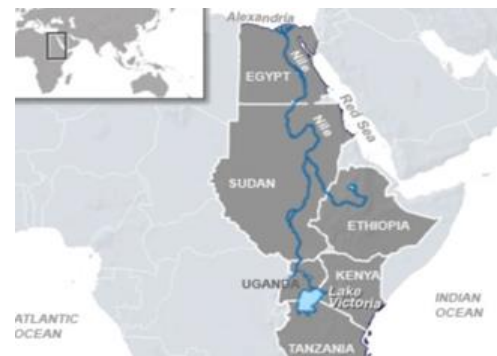 Alexandria
Nile
EGYPT
Red Sea
Nile
SUDAN
ETHIOPIA
UGANDA
KENYA
Lake
Victoria
INDIAN
OCEAN
ATLANTIC
OCEAN
TANZANIA